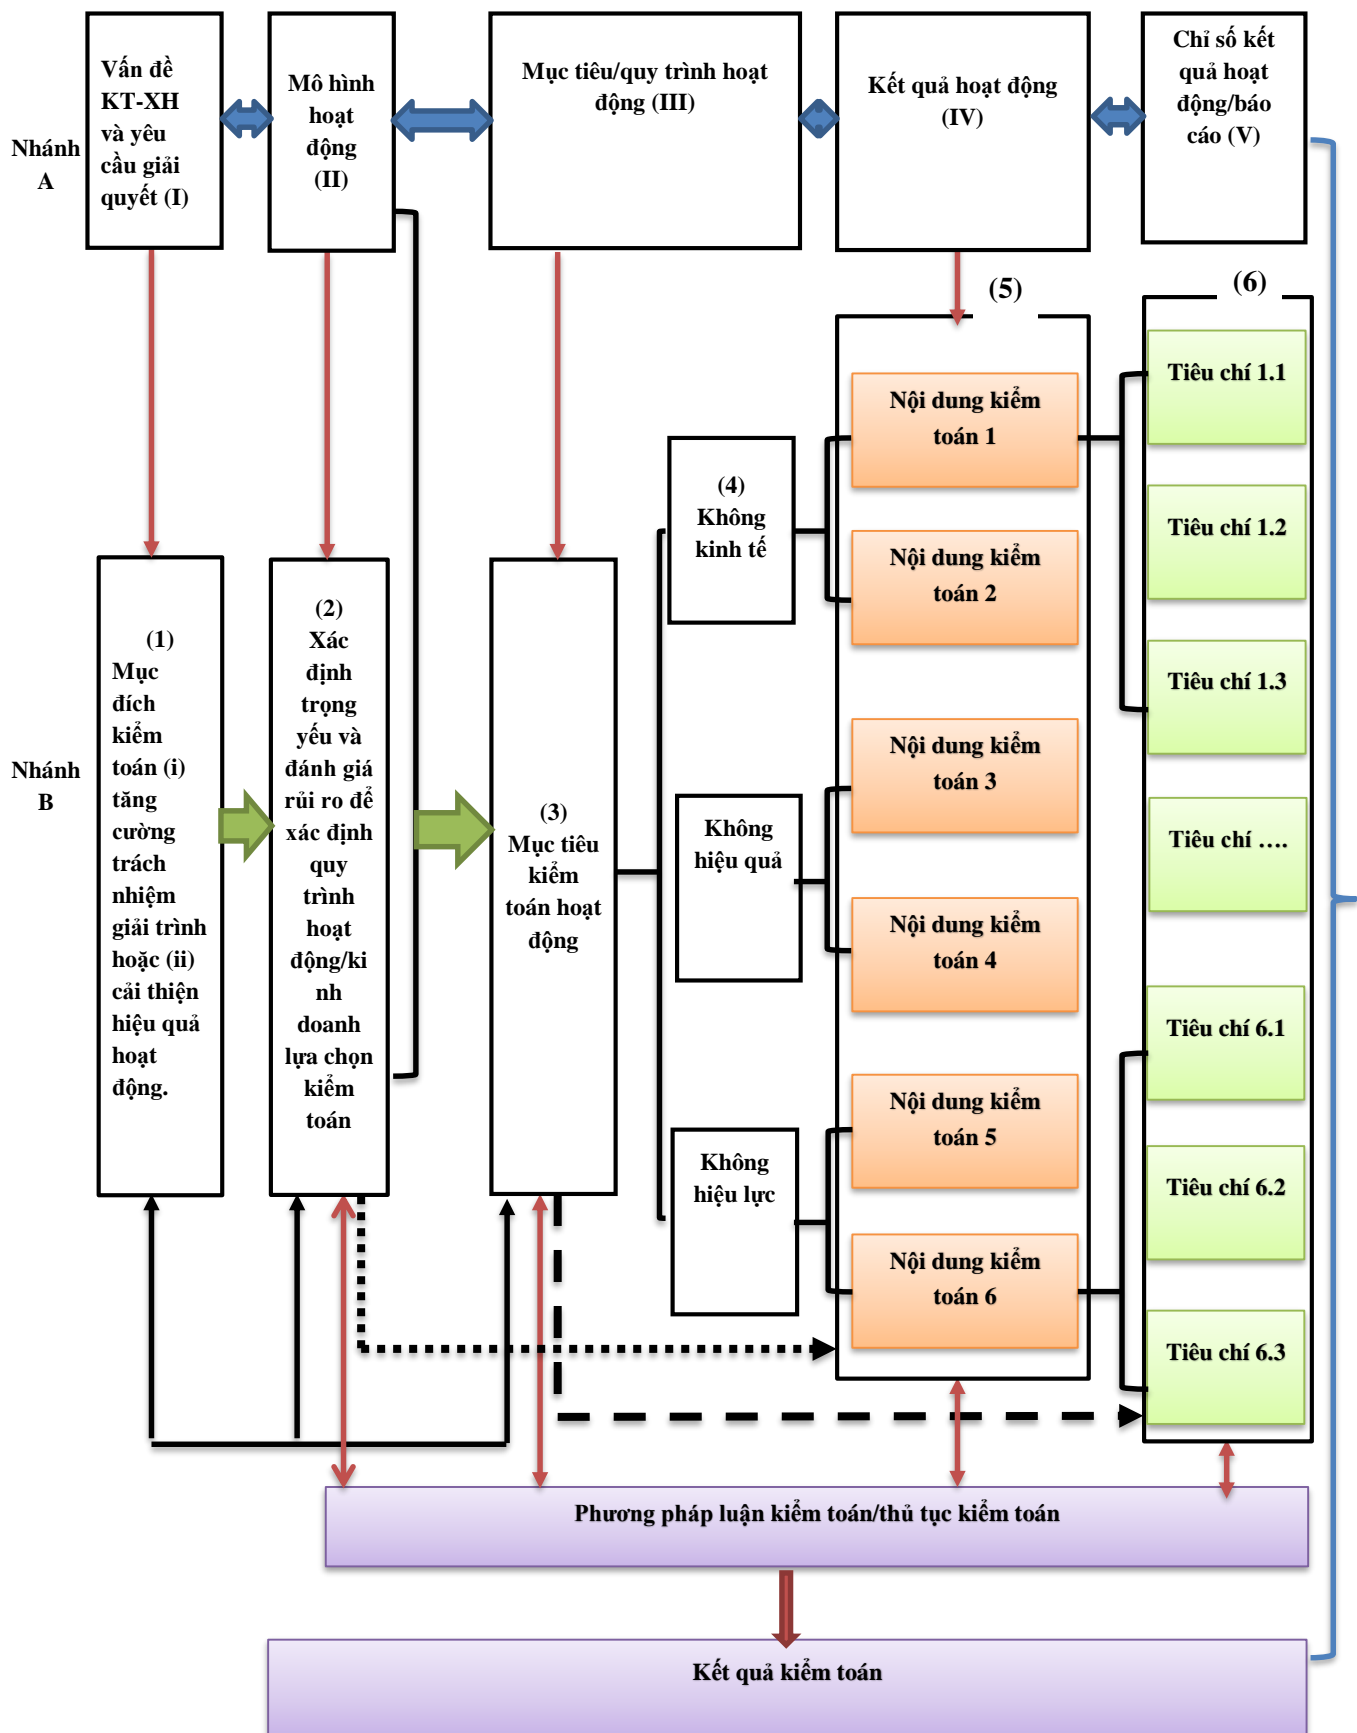 Nhánh
A
Vấn đề
KT-XH
và yêu
cầu giải
quyết (I)
Mô hình
hoạt
động
(II)
Mục tiêu/quy trình hoạt
động (III)
Kết quả hoạt động
(IV)
Chỉ số kết
quả hoạt
động/báo
cáo (V)
Nhánh
B
(1)
Mục
đích
kiểm
toán (i)
tăng
cường
trách
nhiệm
giải trình
hoặc (ii)
cải thiện
hiệu quả
hoạt
động.
(2)
Xác
định
trọng
yếu và
đánh giá
rủi ro để
xác định
quy
trình
hoạt
động/ki
nh
doanh
lựa chọn
kiểm
toán
(3)
Mục tiêu
kiểm
toán hoạt
động
(4)
Không
kinh tế
Không
hiệu quả
Không
hiệu lực
(5)
Nội dung kiểm
toán 1
Nội dung kiểm
toán 2
Nội dung kiểm
toán 3
Nội dung kiểm
toán 4
Nội dung kiểm
toán 5
Nội dung kiểm
toán 6
(6)
Tiêu chí 1.1
Tiêu chí 1.2
Tiêu chí 1.3
Tiêu chí ….
Tiêu chí 6.1
Tiêu chí 6.2
Tiêu chí 6.3
Phương pháp luận kiểm toán/thủ tục kiểm toán
Kết quả kiểm toán